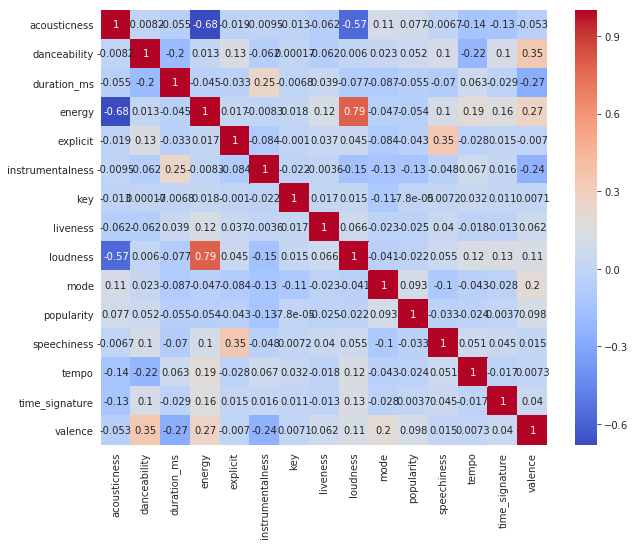 acousticness 1 -0.0082 -0.055 -0.68 -0.019 -0.0095 -0.013 -0.062 -0.57 0.11 0.077 -0.0067 -0.14 -0.13 -0.053
danceability -0.0082 1 -0.2 0.013 0.13 -0.062 0.00017 -0.062 0.006 0.023 0.052 0.1 -0.22 0.1 0.35
duration_ms -0.055 -0.2 1 -0.045 -0.033 0.25 -0.0068 0.039 -0.077 -0.087 -0.055 -0.07 0.063 -0.029 -0.27
energy -0.68 0.013 -0.045 1 0.017 -0.0083 0.018 0.12 0.79 -0.047 -0.054 0.1 0.19 0.16 0.27
explicit -0.019 0.13 -0.033 0.017 1 -0.084 -0.001 0.037 0.045 -0.084 -0.043 0.35 -0.028 0.015 -0.007
instrumentalness -0.0095 -0.062 0.25 -0.0083 -0.084 1 -0.022 -0.0036 -0.15 -0.13 -0.13 -0.048 0.067 0.016 -0.24
key -0.013 0.00017 -0.0068 0.018 -0.001 -0.022 1 0.017 0.015 -0.11 -7.8e-05 0.0072 0.032 0.011 0.0071
liveness -0.062 -0.062 0.039 0.12 0.037 -0.0036 0.017 1 0.066 -0.023 -0.025 0.04 -0.018 -0.013 0.062
loudness -0.57 0.006 -0.077 0.79 0.045 -0.15 0.015 0.066 1 -0.041 -0.022 0.055 0.12 0.13 0.11
mode 0.11 0.023 -0.087 -0.047 -0.084 -0.13 -0.11 -0.023 -0.041 1 0.093 -0.1 -0.043 -0.028 0.2
popularity 0.077 0.052 -0.055 -0.054 -0.043 -0.13 -7.8e-05 -0.025 -0.022 0.093 1 -0.033 -0.024 0.0037 0.098
speechiness -0.0067 0.1 -0.07 0.1 0.35 -0.048 0.0072 0.04 0.055 -0.1 -0.033 1 0.051 0.045 0.015
tempo -0.14 -0.22 0.063 0.19 -0.028 0.067 0.032 -0.018 0.12 -0.043 -0.024 0.051 1 -0.017 0.0073
time_signature -0.13 0.1 -0.029 0.16 0.015 0.016 0.011 -0.013 0.13 -0.028 0.0037 0.045 -0.017 1 0.04
valence -0.053 0.35 -0.27 0.27 -0.007 -0.24 0.0071 0.062 0.11 0.2 0.098 0.015 0.0073 0.04 1
acousticness danceability duration_ms energy explicit instrumentalness key liveness loudness mode popularity speechiness tempo time_signature valence
0.9
0.6
0.3
0.0
-0.3
-0.6